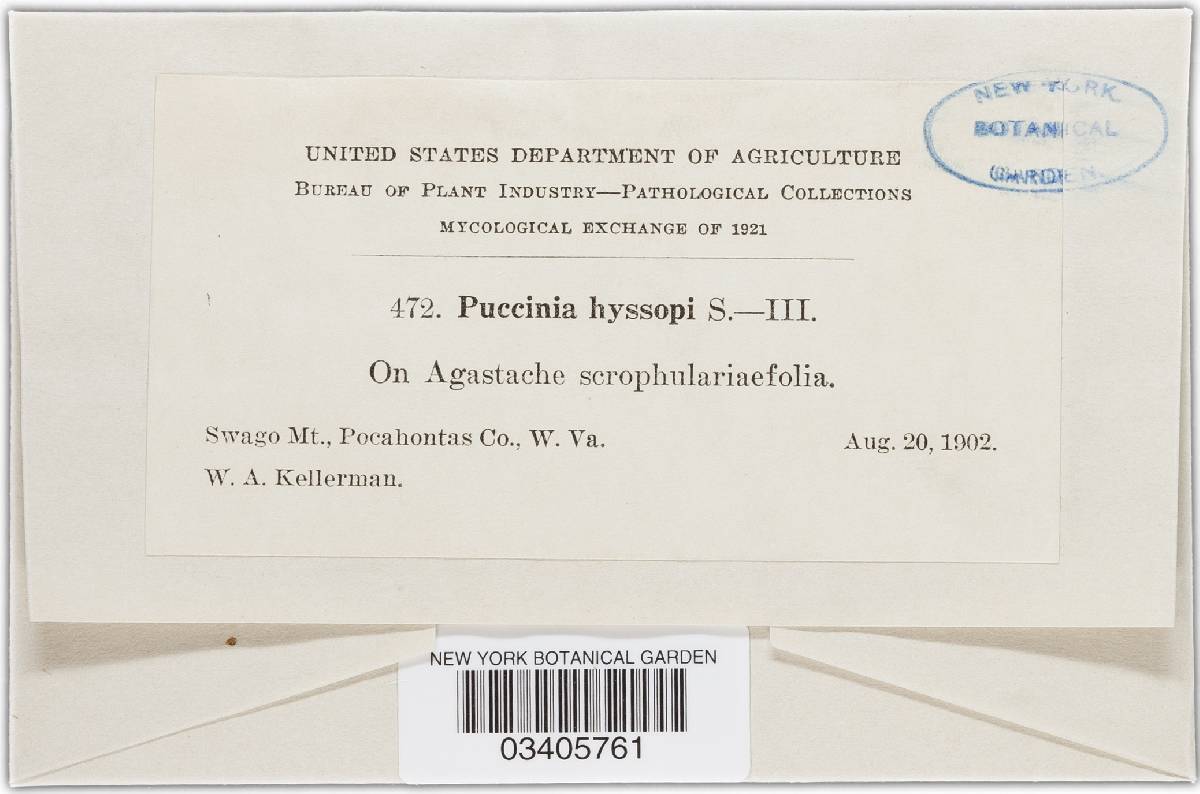 NEW YORK
BOTANICAL
GARDEN.
UNITED STATES DEPARTMENT OF AGRICULTURE
BUREAU OF PLANT INDUSTRY—PATHOLOGICAL COLLECTIONS
MYCOLOGICAL EXCHANGE OF 1921
472. Puccinia hyssopi S.—III.
On Agastache scrophulariaefolia.
Swago Mt., Pocahontas Co., W. Va. Aug. 20, 1902.
W. A. Kellerman.
NEW YORK BOTANICAL GARDEN
03405761